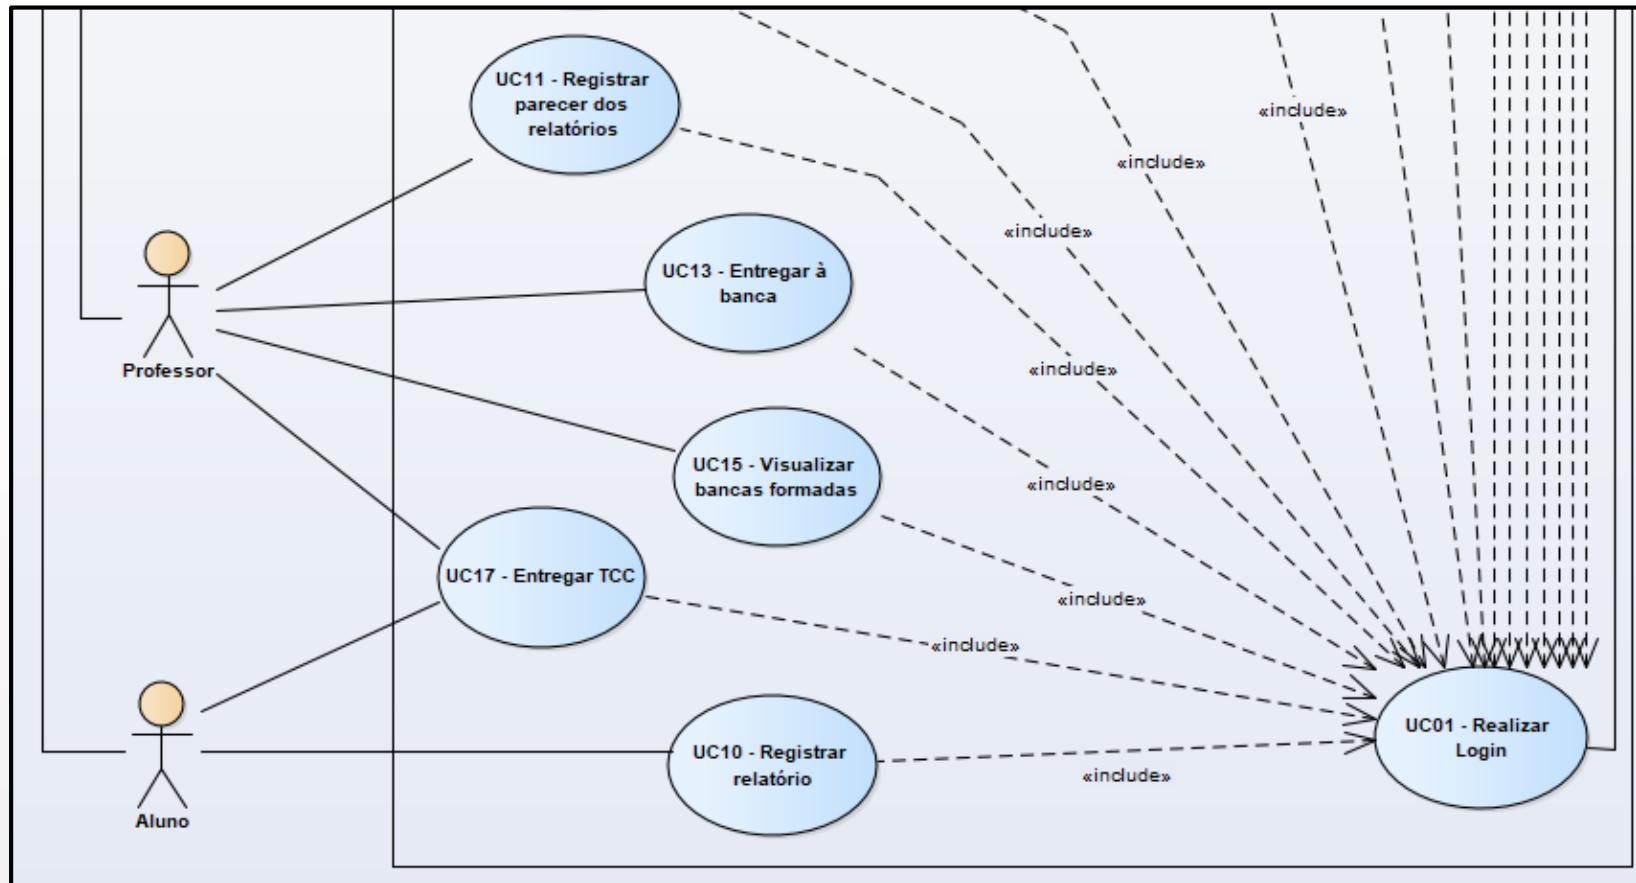 UC11 - Registrar
parecer dos
relatórios
«include»
«include»
«include»
UC13 - Entregar à
banca
Professor
«include»
UC15 - Visualizar
bancas formadas
«include»
UC17 - Entregar TCC
«include»
«include»
UC10 - Registrar
relatório
«include»
UC01 - Realizar
Login
Aluno